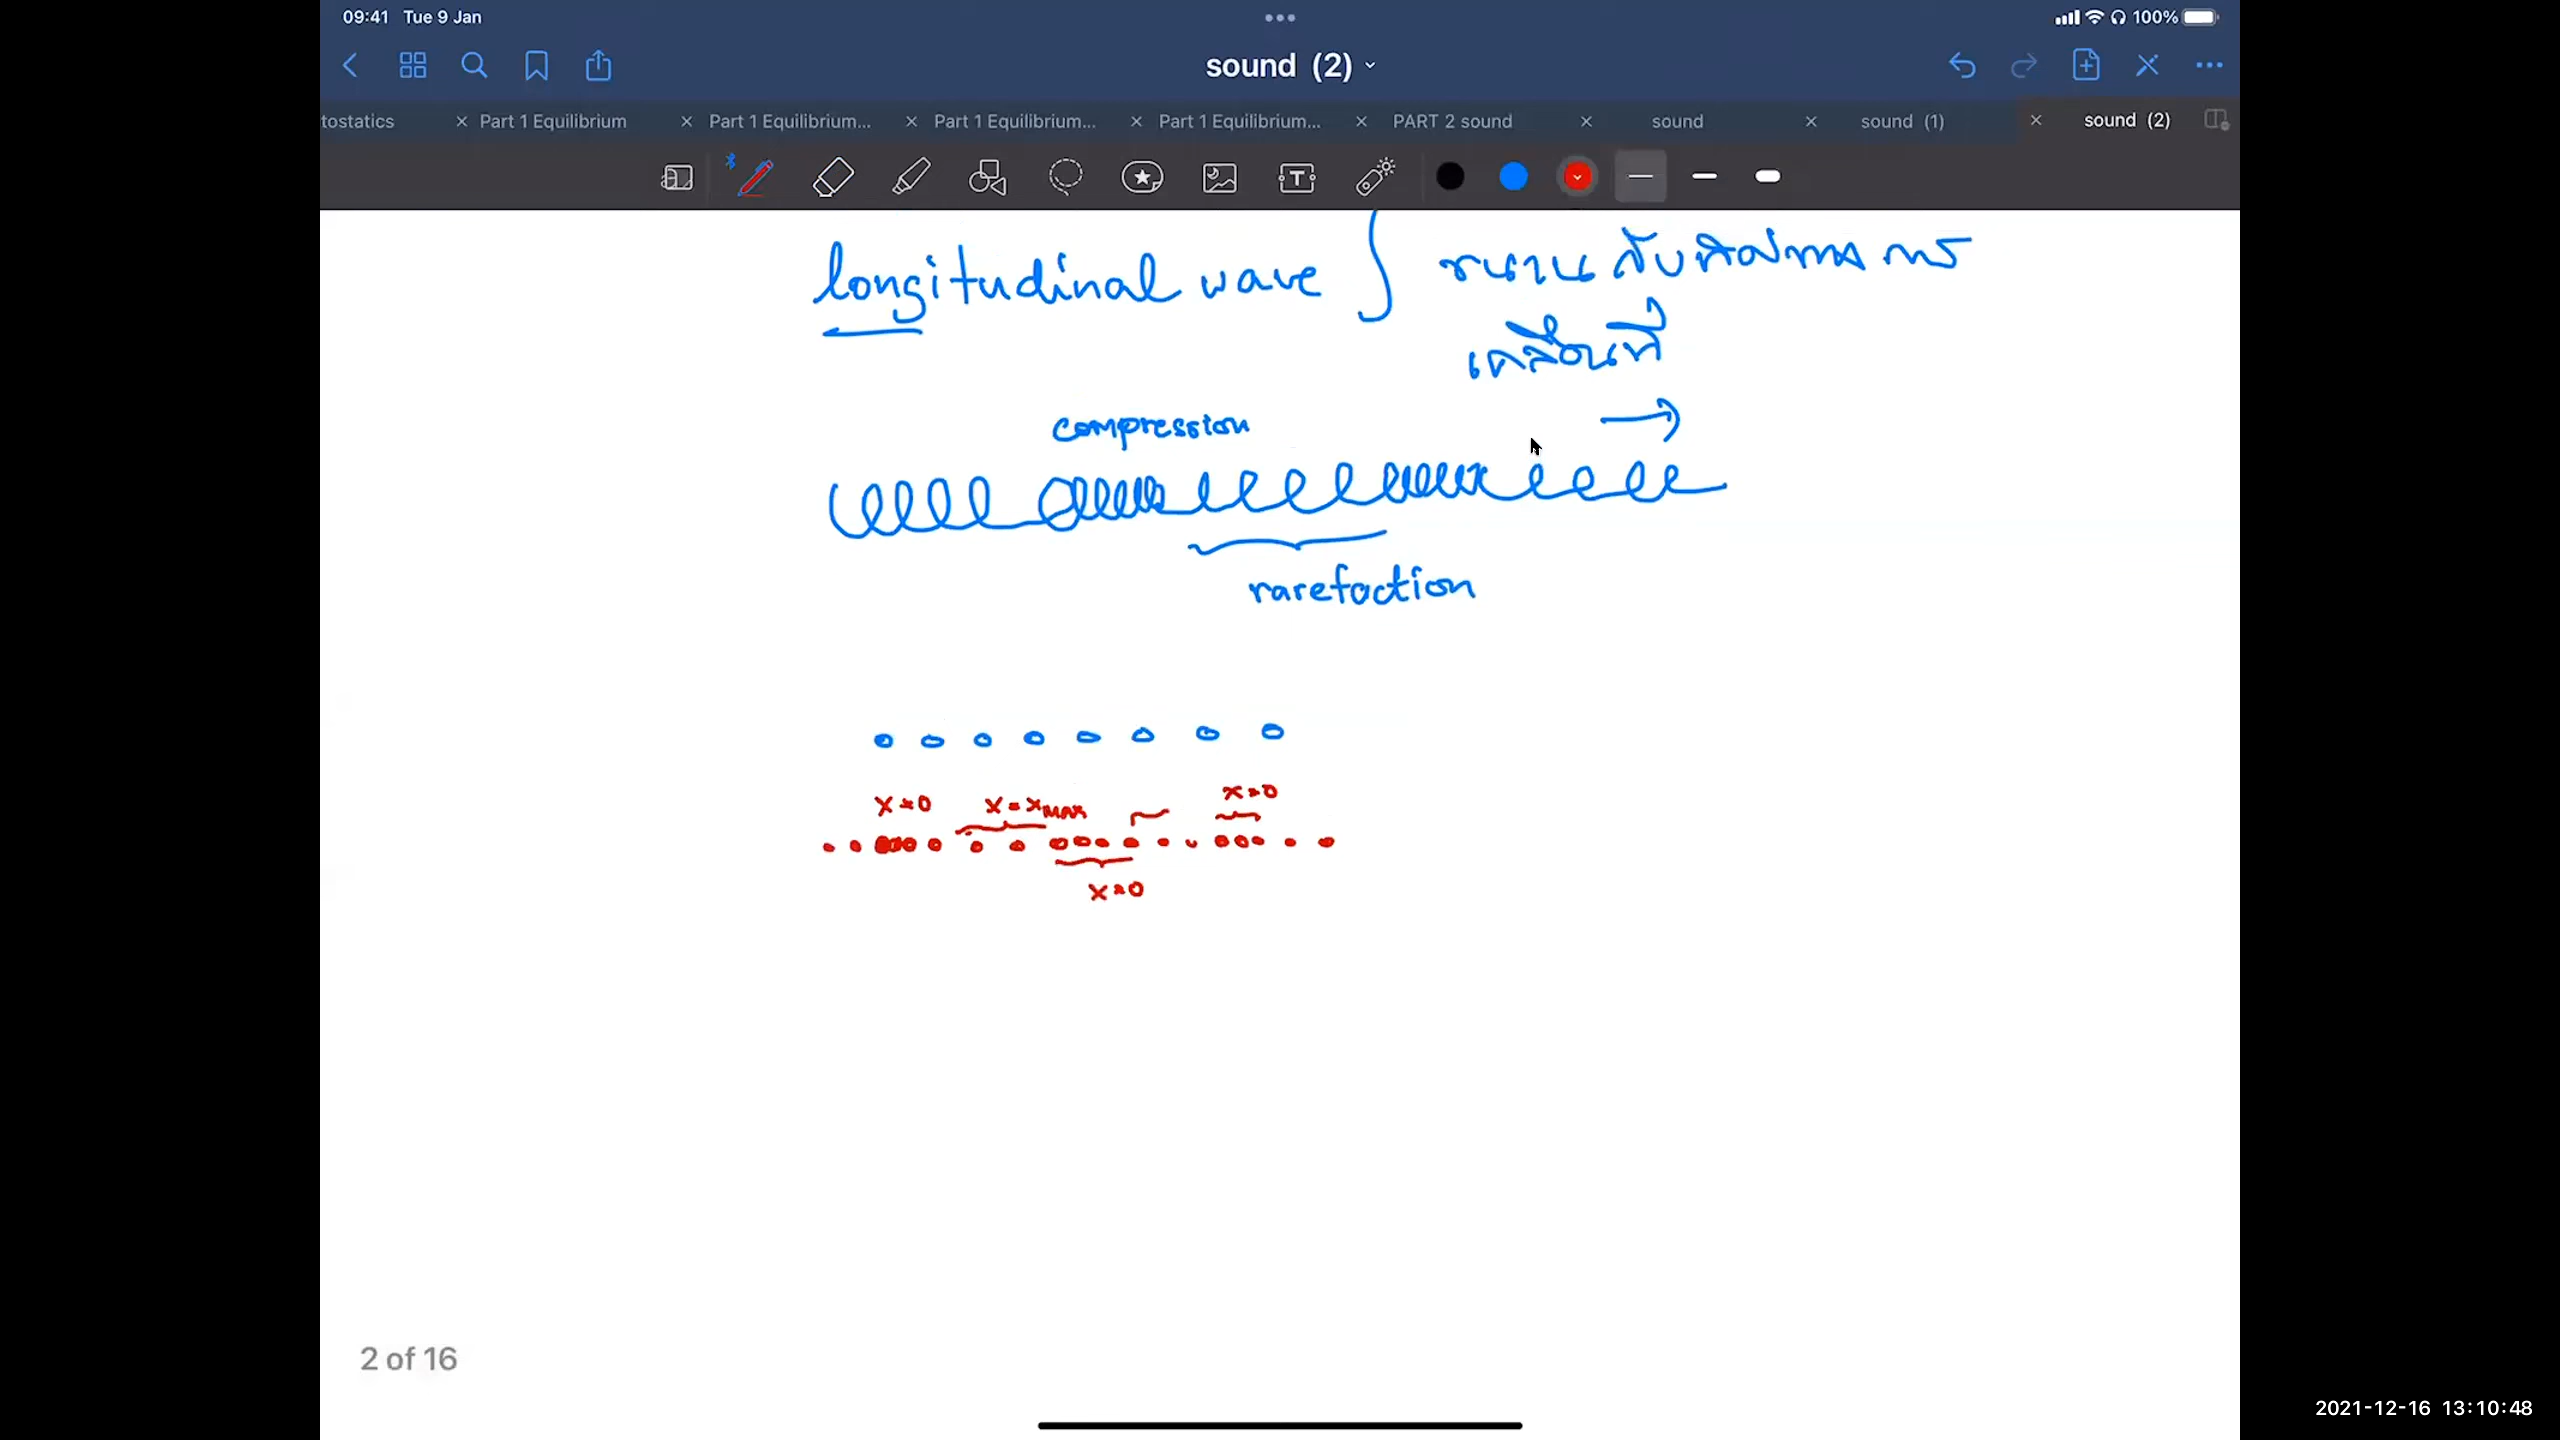 09:41 Tue 9 Jan
100%
sound (2)
tostatics
Part 1 Equilibrium
Part 1 Equilibrium...
Part 1 Equilibrium...
Part 1 Equilibrium...
PART 2 sound
sound
sound (1)
sound (2)
longitudinal wave } ขนานกับทิศทางการ
เคลื่อนที่
compression
rarefaction
x=0
x=xmax
x=0
x=0
2 of 16
2021-12-16 13:10:48